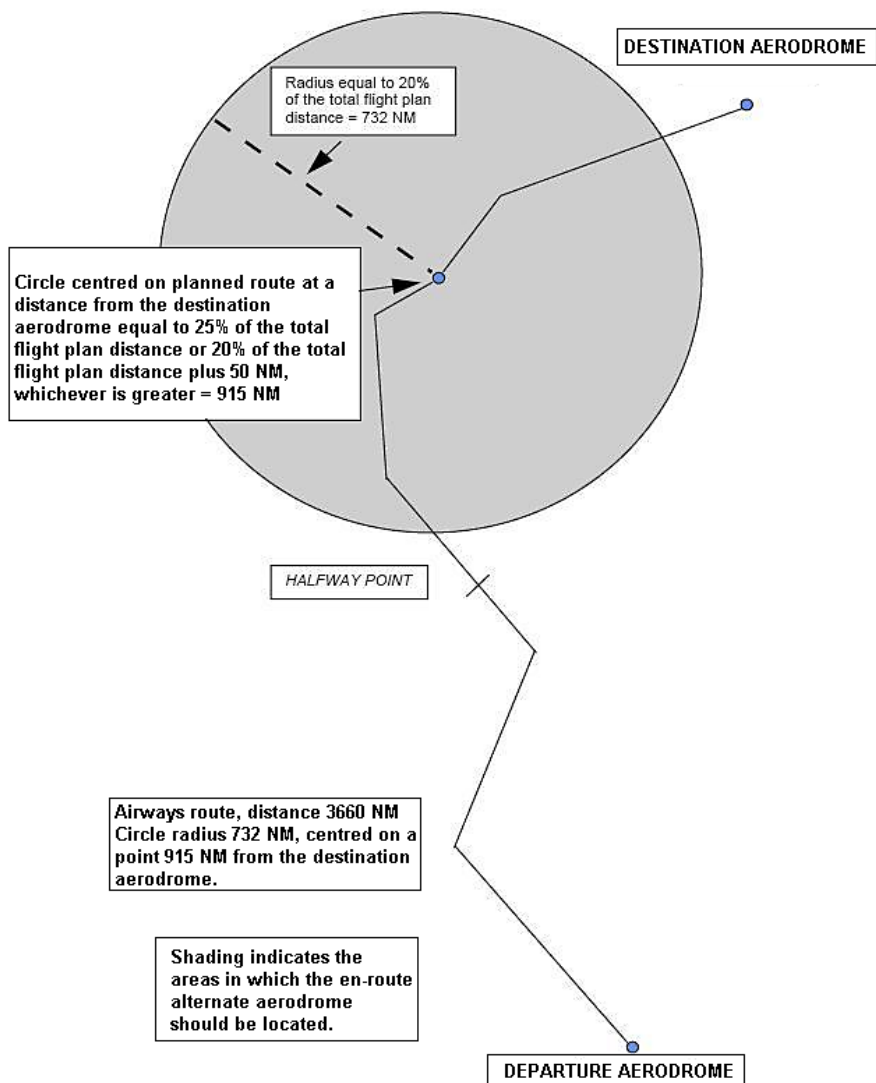 DESTINATION AERODROME
Radius equal to 20%
of the total flight plan
distance = 732 NM
Circle centred on planned route at a
distance from the destination
aerodrome equal to 25% of the total
flight plan distance or 20% of the total
flight plan distance plus 50 NM,
whichever is greater = 915 NM
HALFWAY POINT
Airways route, distance 3660 NM
Circle radius 732 NM, centred on a
point 915 NM from the destination
aerodrome.
Shading indicates the
areas in which the en-route
alternate aerodrome
should be located.
DEPARTURE AERODROME